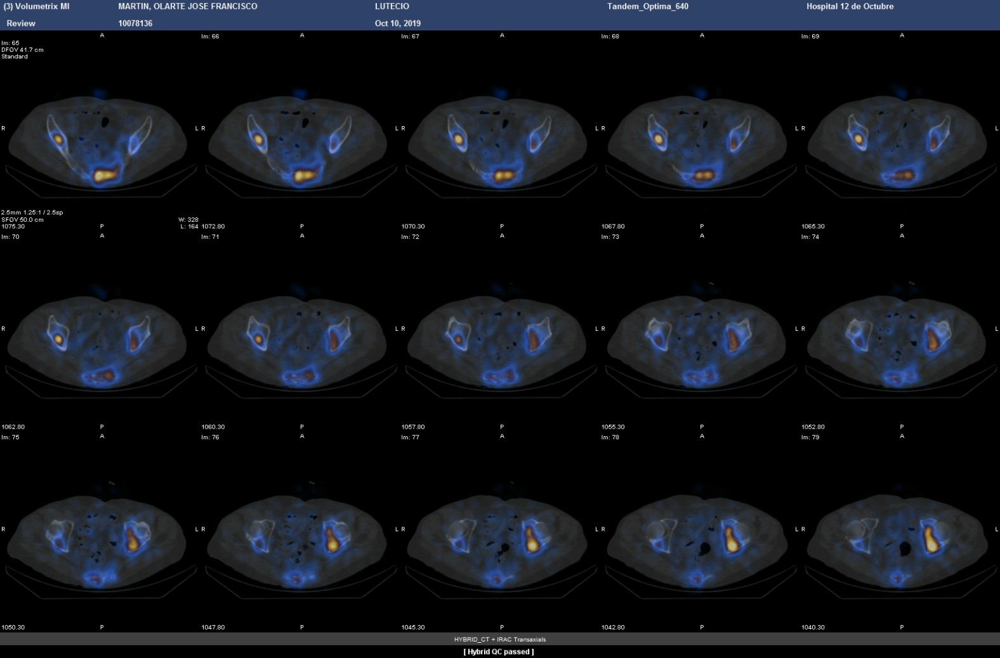 (3) Volumetrix MI MARTIN, OLARTE JOSE FRANCISCO LUTECIO Tandem_Optima_640 Hospital 12 de Octubre
Review 10078136 Oct 10, 2019
Im: 65 A Im: 66 A Im: 67 A Im: 68 A Im: 69 A
DFOV 41.7 cm
Standard
R L R L R L R L R L
2.5mm 1.25:1 / 2.5sp
SFOV 50.0 cm W: 328
1075.30 P L: 164 1072.80 P 1070.30 P 1067.80 P 1065.30 P
Im: 70 A Im: 71 A Im: 72 A Im: 73 A Im: 74 A
R L R L R L R L R L
1062.80 P 1060.30 P 1057.80 P 1055.30 P 1052.80 P
Im: 75 A Im: 76 A Im: 77 A Im: 78 A Im: 79 A
R L R L R L R L R L
1050.30 P 1047.80 P 1045.30 P 1042.80 P 1040.30 P
HYBRID_CT + IRAC Transaxials
[ Hybrid QC passed ]